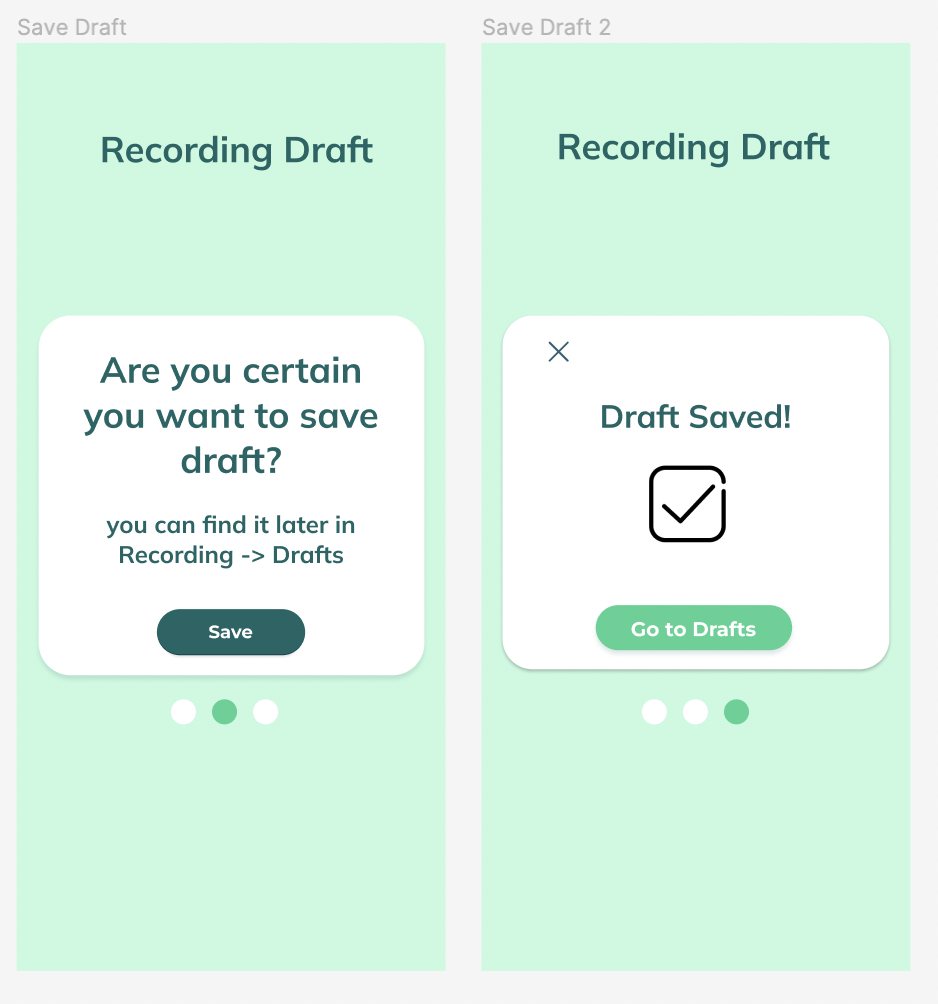 Save Draft
Recording Draft
Are you certain
you want to save
draft?
you can find it later in
Recording -> Drafts
Save
Save Draft 2
Recording Draft
Draft Saved!
Go to Drafts